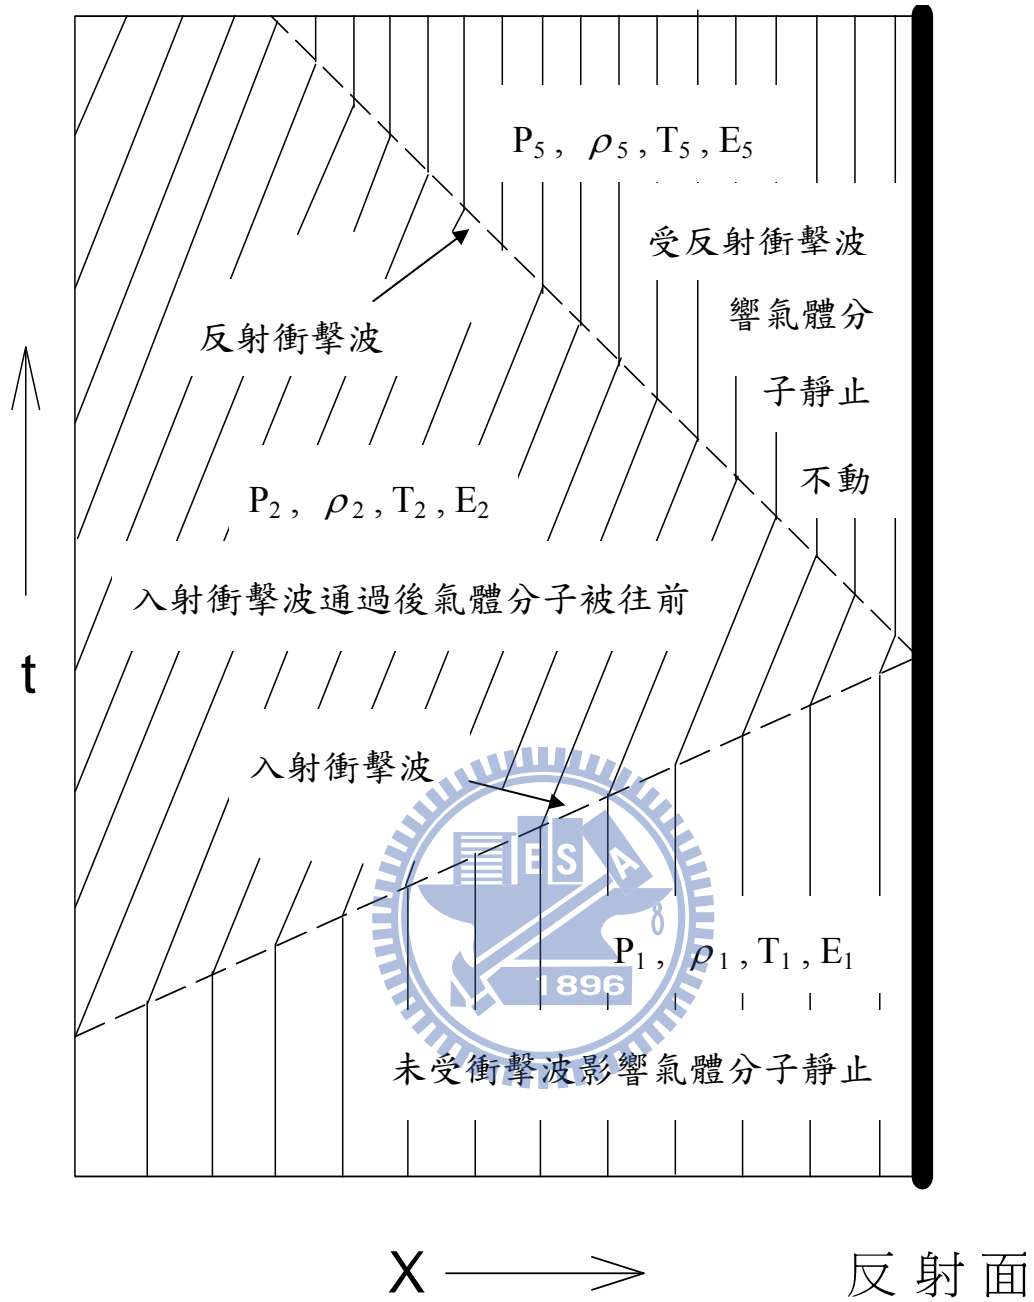 P₅ , ρ₅ , T₅ , E₅
受反射衝擊波
響氣體分
子靜止
不動
反射衝擊波
P₂ , ρ₂ , T₂ , E₂
入射衝擊波通過後氣體分子被往前
t
入射衝擊波
ES
A
P₁ , ρ₁ , T₁ , E₁
1896
未受衝擊波影響氣體分子靜止
X
反射面